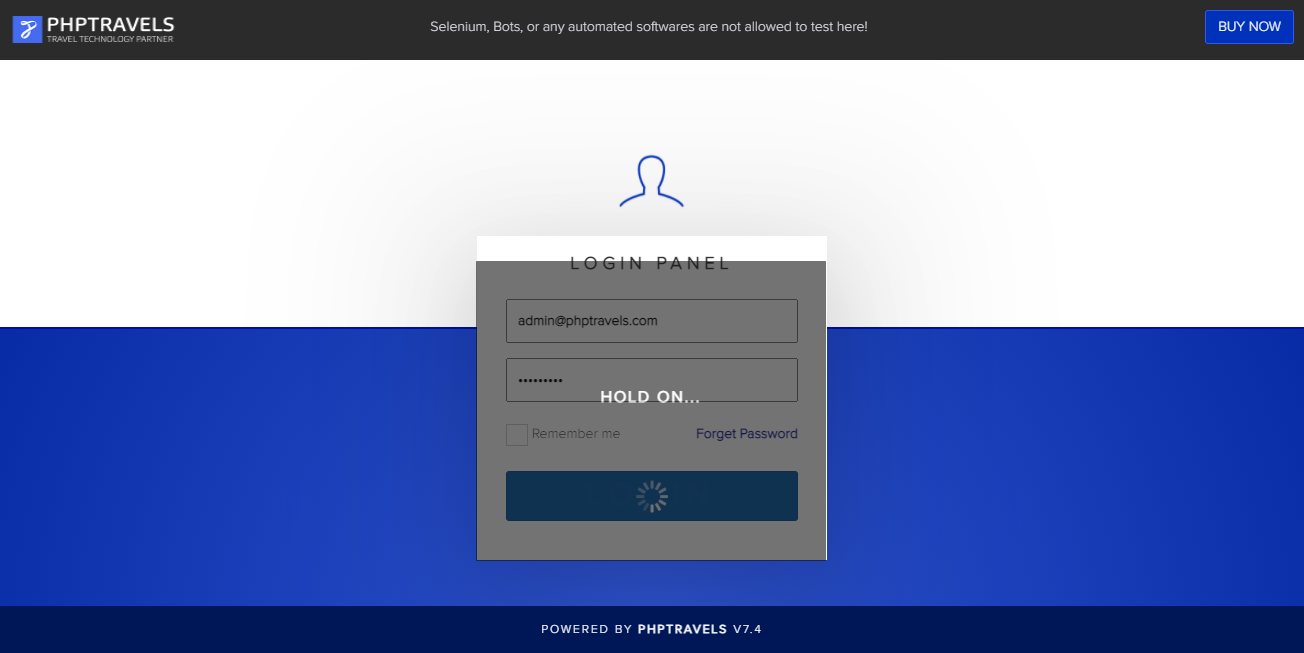 PHPTRAVELS
TRAVEL TECHNOLOGY PARTNER
Selenium, Bots, or any automated softwares are not allowed to test here!
BUY NOW
LOGIN PANEL
admin@phptravels.com
•••••••••
HOLD ON...
Remember me
Forget Password
POWERED BY PHPTRAVELS V7.4